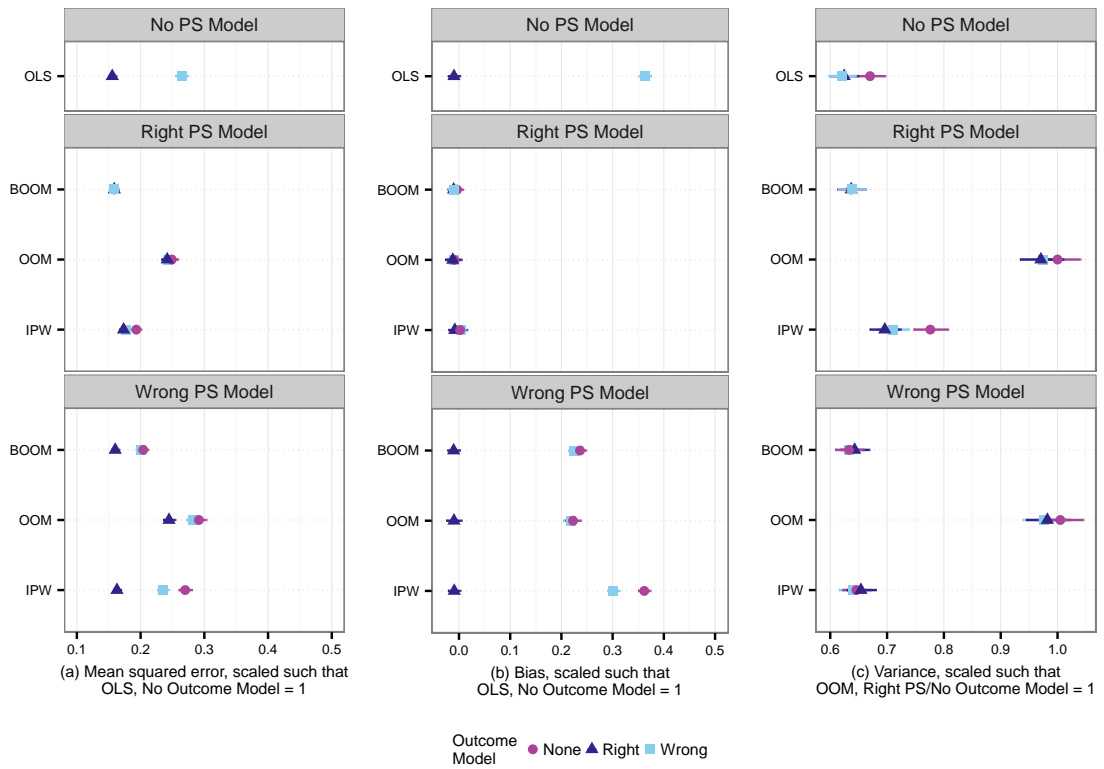 No PS Model
OLS
Right PS Model
BOOM
OOM
IPW
Wrong PS Model
BOOM
OOM
IPW
0.1 0.2 0.3 0.4 0.5
(a) Mean squared error, scaled such that
OLS, No Outcome Model = 1
No PS Model
OLS
Right PS Model
BOOM
OOM
IPW
Wrong PS Model
BOOM
OOM
IPW
0.0 0.1 0.2 0.3 0.4 0.5
(b) Bias, scaled such that
OLS, No Outcome Model = 1
No PS Model
OLS
Right PS Model
BOOM
OOM
IPW
Wrong PS Model
BOOM
OOM
IPW
0.6 0.7 0.8 0.9 1.0
(c) Variance, scaled such that
OOM, Right PS/No Outcome Model = 1
Outcome
Model
None Right Wrong